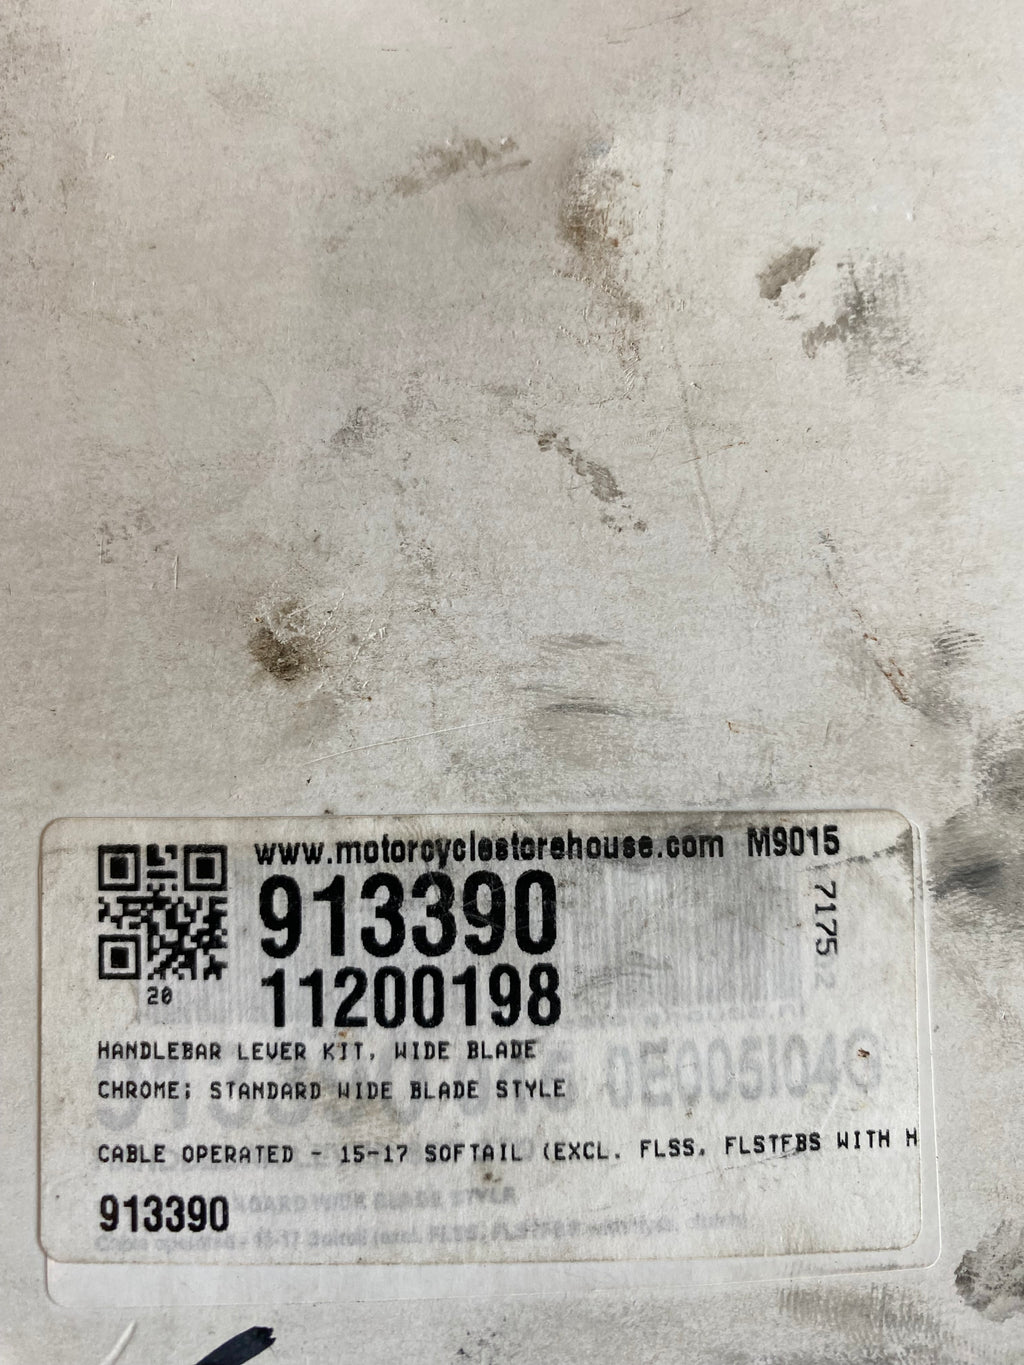 www.motorcyclestorehouse.com M9015
913390
7175
11200198
20
HANDLEBAR LEVER KIT, WIDE BLADE
CHROME; STANDARD WIDE BLADE STYLE
CABLE OPERATED - 15-17 SOFTAIL (EXCL. FLSS, FLSTFBS WITH H
913390
0E005I04G